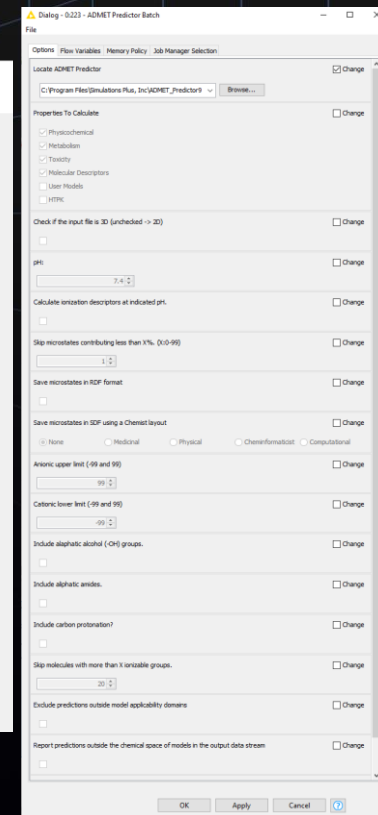 Dialog - 0:223 - ADMET Predictor Batch
File
Options Flow Variables Memory Policy Job Manager Selection
Locate ADMET Predictor Change
C:\Program Files\Simulations Plus, Inc\ADMET_Predictor9 Browse...
Properties To Calculate Change
Physicochemical
Metabolism
Toxicity
Molecular Descriptors
User Models
HTPK
Check if the input file is 3D (unchecked -> 2D) Change
pH: Change
7.4
Calculate ionization descriptors at indicated pH. Change
Skip microstates contributing less than X%. (X:0-99) Change
1
Save microstates in RDF format Change
Save microstates in SDF using a Chemist layout Change
None Medicinal Physical Cheminformaticist Computational
Anionic upper limit (-99 and 99) Change
99
Cationic lower limit (-99 and 99) Change
-99
Include alaphatic alcohol (-OH) groups. Change
Include aliphatic amides. Change
Include carbon protonation? Change
Skip molecules with more than X ionizable groups. Change
20
Exclude predictions outside model applicability domains Change
Report predictions outside the chemical space of models in the output data stream Change
OK Apply Cancel ?